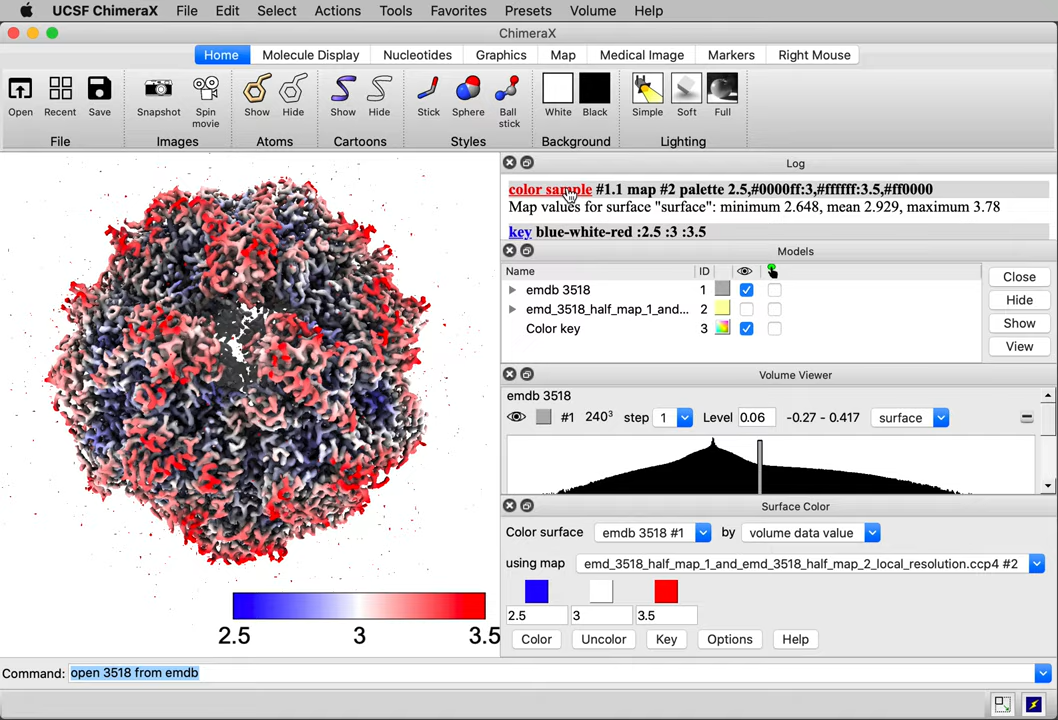 UCSF ChimeraX File Edit Select Actions Tools Favorites Presets Volume Help
ChimeraX
Home Molecule Display Nucleotides Graphics Map Medical Image Markers Right Mouse
Open Recent Save Snapshot Spin movie Show Hide Show Hide Stick Sphere Ball stick White Black Simple Soft Full
File Images Atoms Cartoons Styles Background Lighting
Log
color sample #1.1 map #2 palette 2.5,#0000ff:3,#ffffff:3.5,#ff0000
Map values for surface "surface": minimum 2.648, mean 2.929, maximum 3.78
key blue-white-red :2.5 :3 :3.5
Models
Name ID
emdb 3518 1
emd_3518_half_map_1_and... 2
Color key 3
Close
Hide
Show
View
Volume Viewer
emdb 3518
#1 240³ step 1 Level 0.06 -0.27 - 0.417 surface
Surface Color
Color surface emdb 3518 #1 by volume data value
using map emd_3518_half_map_1_and_emd_3518_half_map_2_local_resolution.ccp4 #2
2.5 3 3.5
Color Uncolor Key Options Help
2.5 3 3.5
Command: open 3518 from emdb